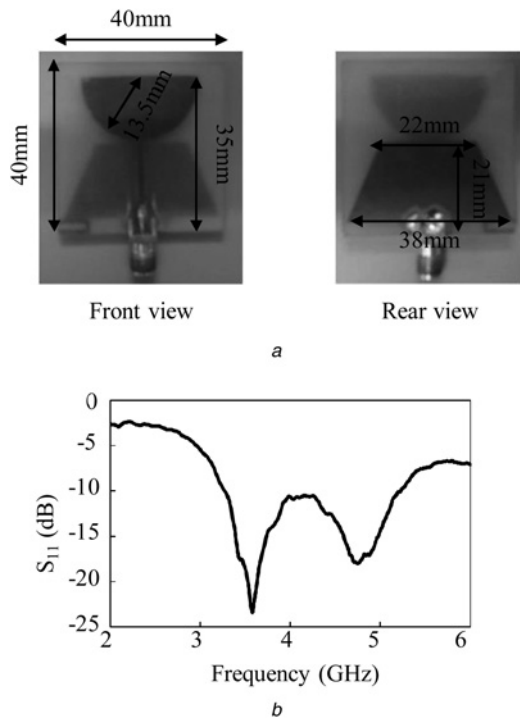 40mm
40mm
13.5mm
35mm
22mm
21mm
38mm
Front view
Rear view
a
0
-5
-10
-15
-20
-25
S11 (dB)
2
3
4
5
6
Frequency (GHz)
b